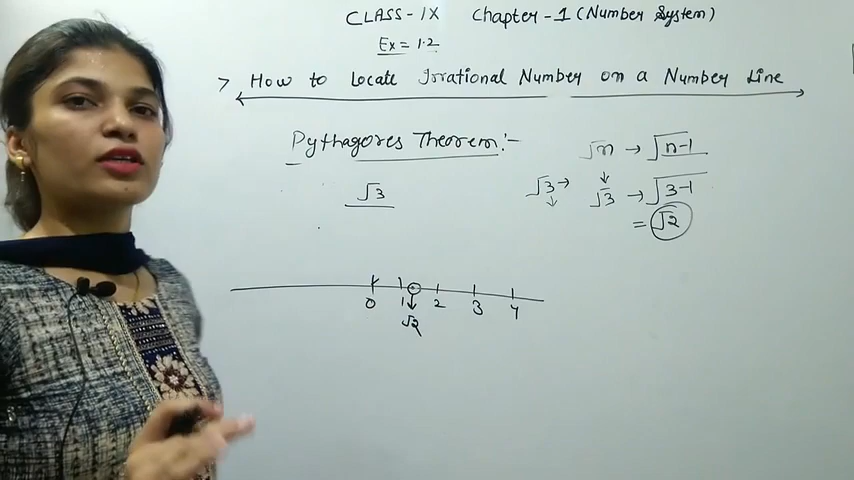 CLASS-IX Chapter-1 (Number System)
Ex = 1.2
> How to Locate Irrational Number on a Number Line
Pythagores Theorem:-
√n → √n-1
√3
√3 → √3 → √3-1
= √2
0 1 2 3 4
√2